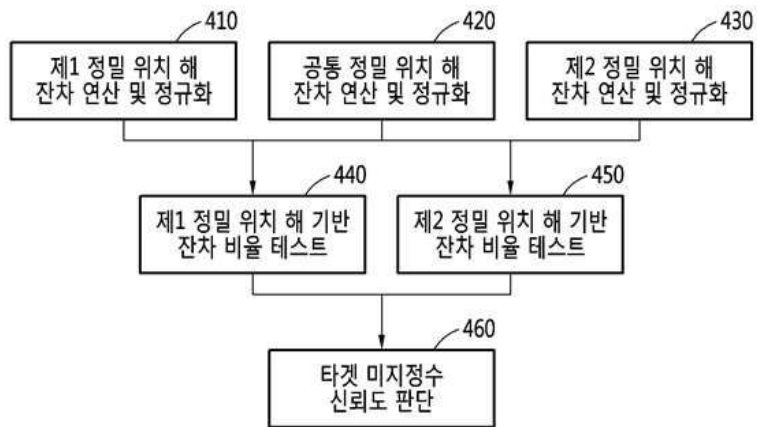 410
420
430
제1 정밀 위치 해
잔차 연산 및 정규화
공통 정밀 위치 해
잔차 연산 및 정규화
제2 정밀 위치 해
잔차 연산 및 정규화
440
450
제1 정밀 위치 해 기반
잔차 비율 테스트
제2 정밀 위치 해 기반
잔차 비율 테스트
460
타겟 미지정수
신뢰도 판단